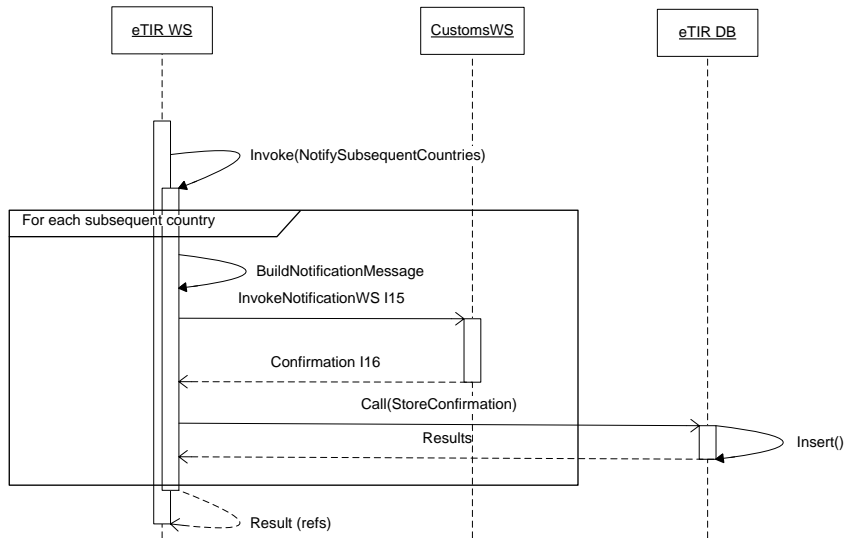 eTIR WS
CustomsWS
eTIR DB
Invoke(NotifySubsequentCountries)
For each subsequent country
BuildNotificationMessage
InvokeNotificationWS I15
Confirmation I16
Call(StoreConfirmation)
Results
Insert()
Result (refs)